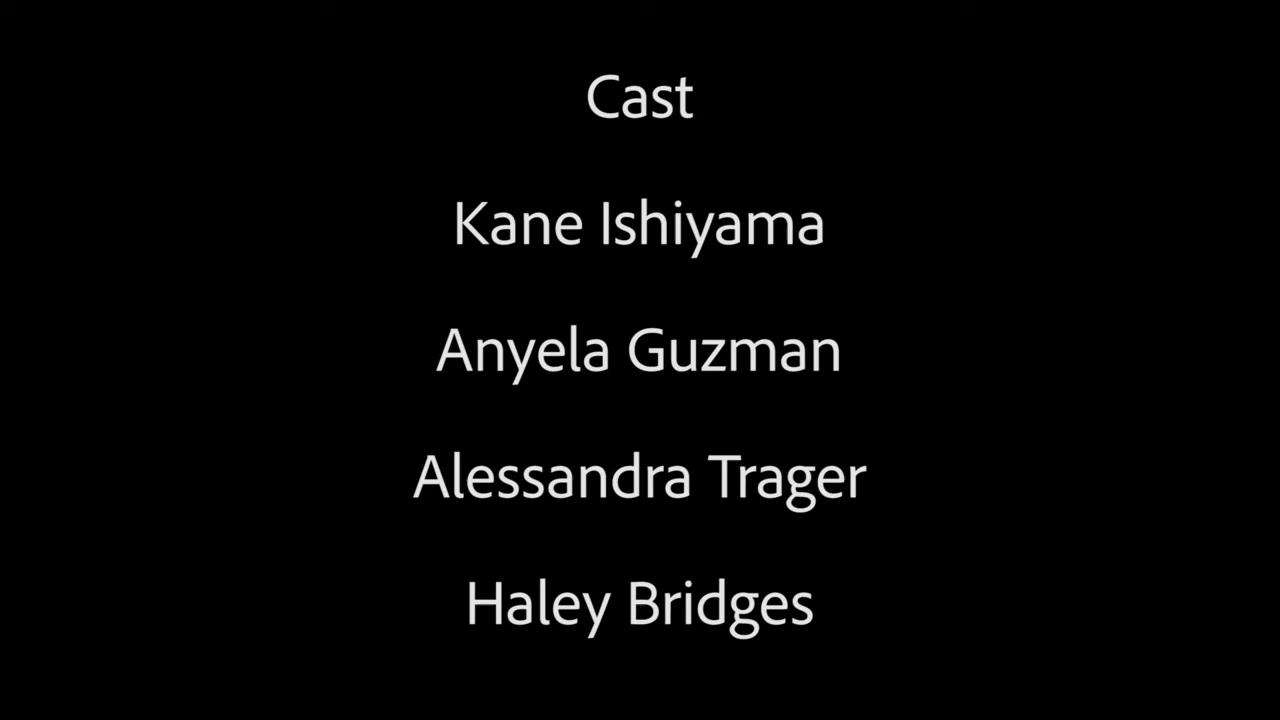 Cast
Kane Ishiyama
Anyela Guzman
Alessandra Trager
Haley Bridges